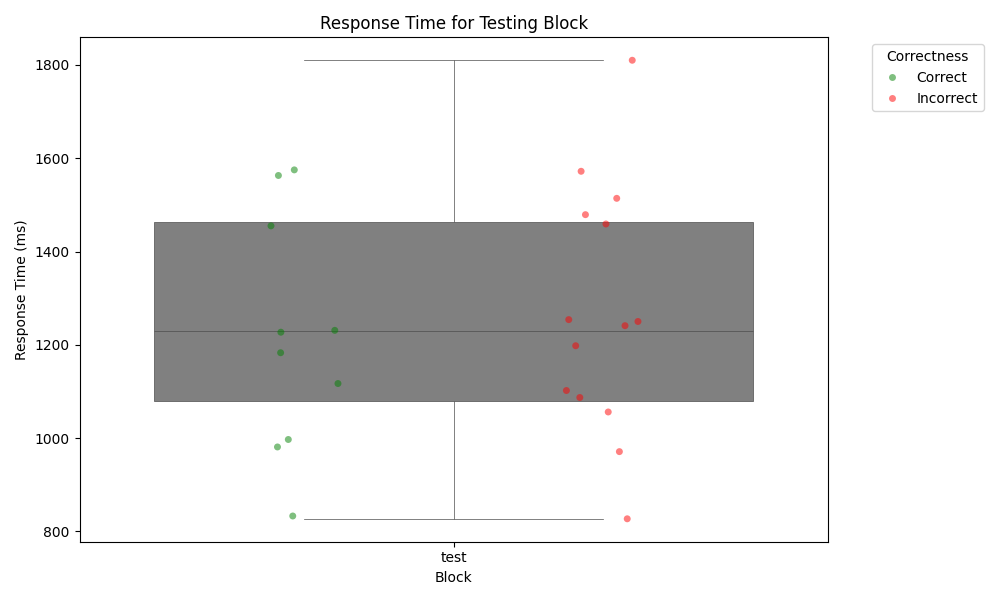 Response Time for Testing Block
Correctness
Correct
Incorrect
Response Time (ms)
1800
1600
1400
1200
1000
800
test
Block